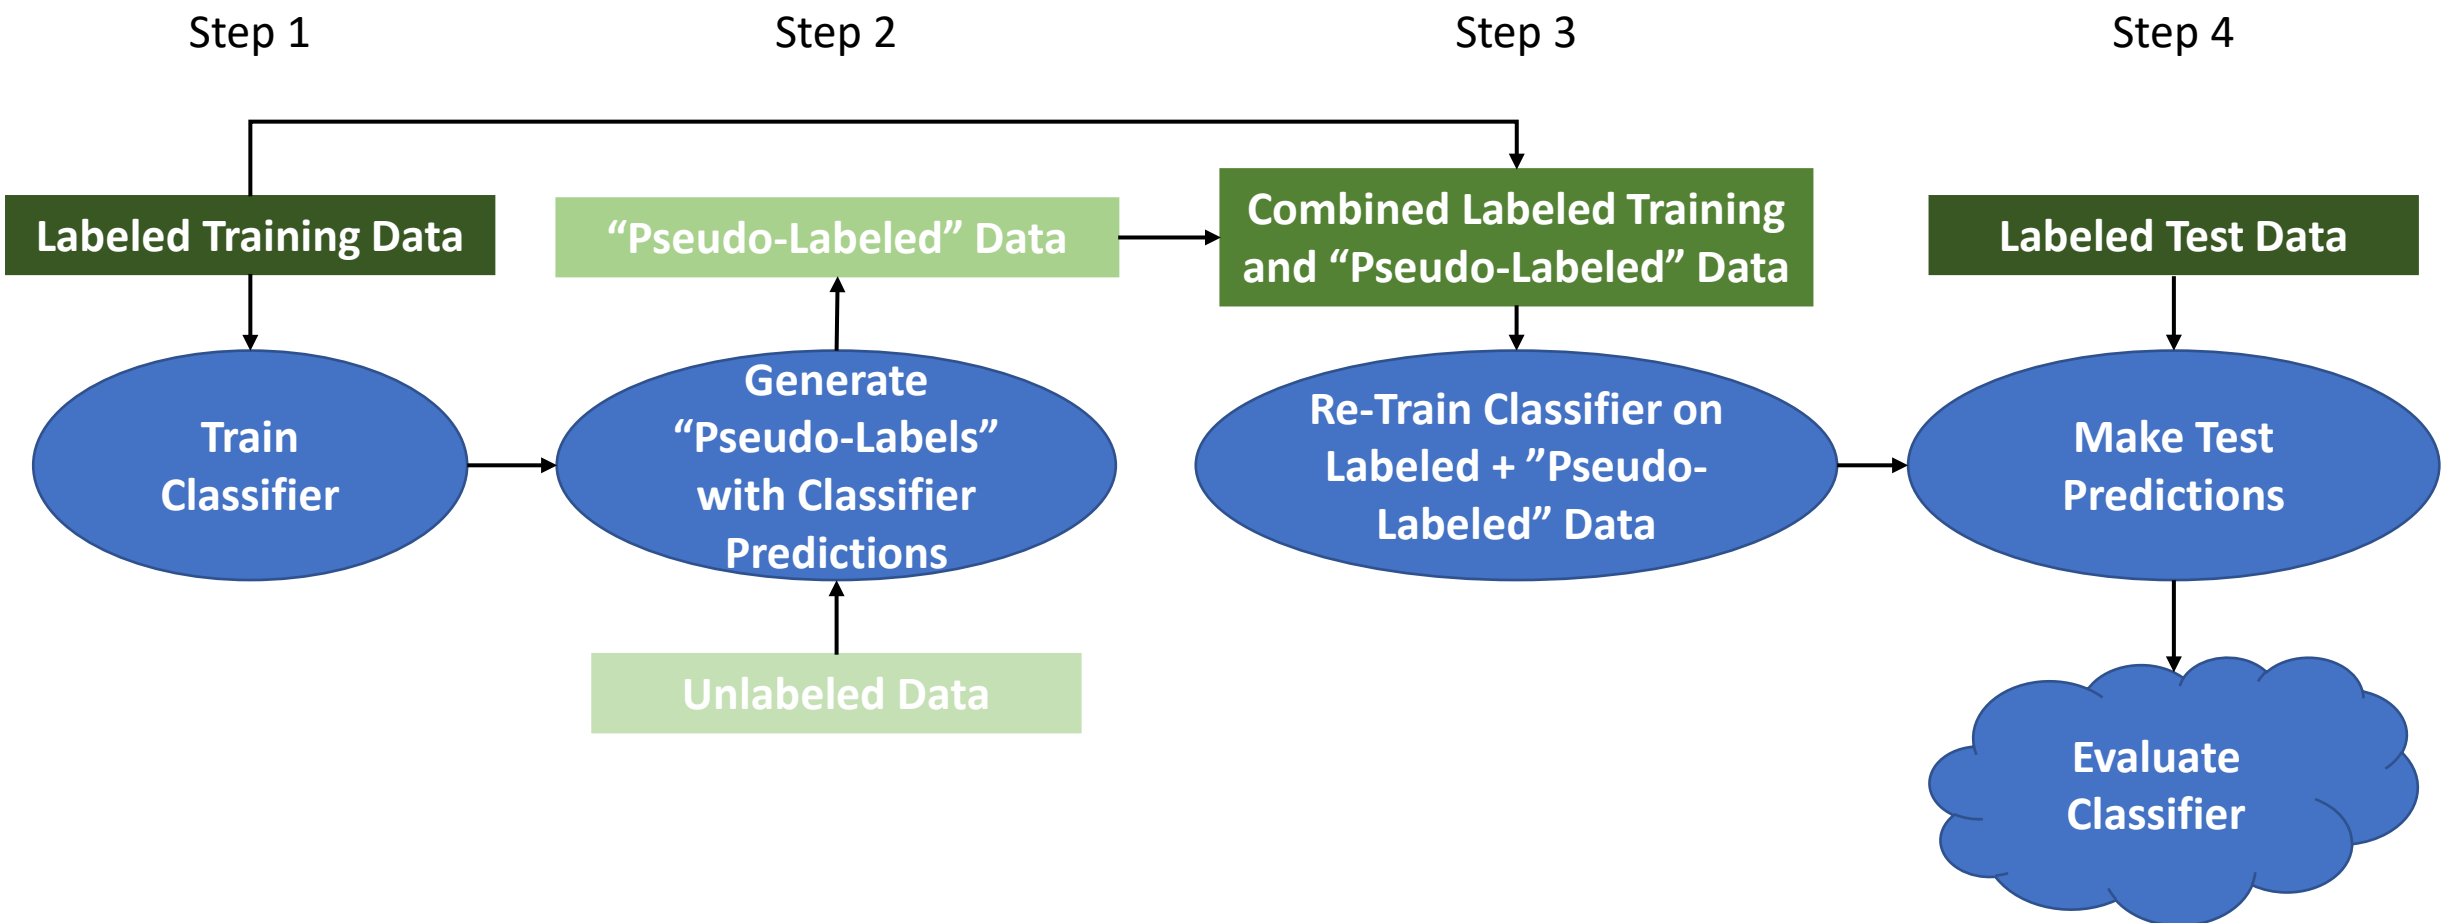 Step 1
Step 2
Step 3
Step 4
Labeled Training Data
“Pseudo-Labeled” Data
Combined Labeled Training
and “Pseudo-Labeled” Data
Labeled Test Data
Train
Classifier
Generate
“Pseudo-Labels”
with Classifier
Predictions
Re-Train Classifier on
Labeled + ”Pseudo-
Labeled” Data
Make Test
Predictions
Unlabeled Data
Evaluate
Classifier